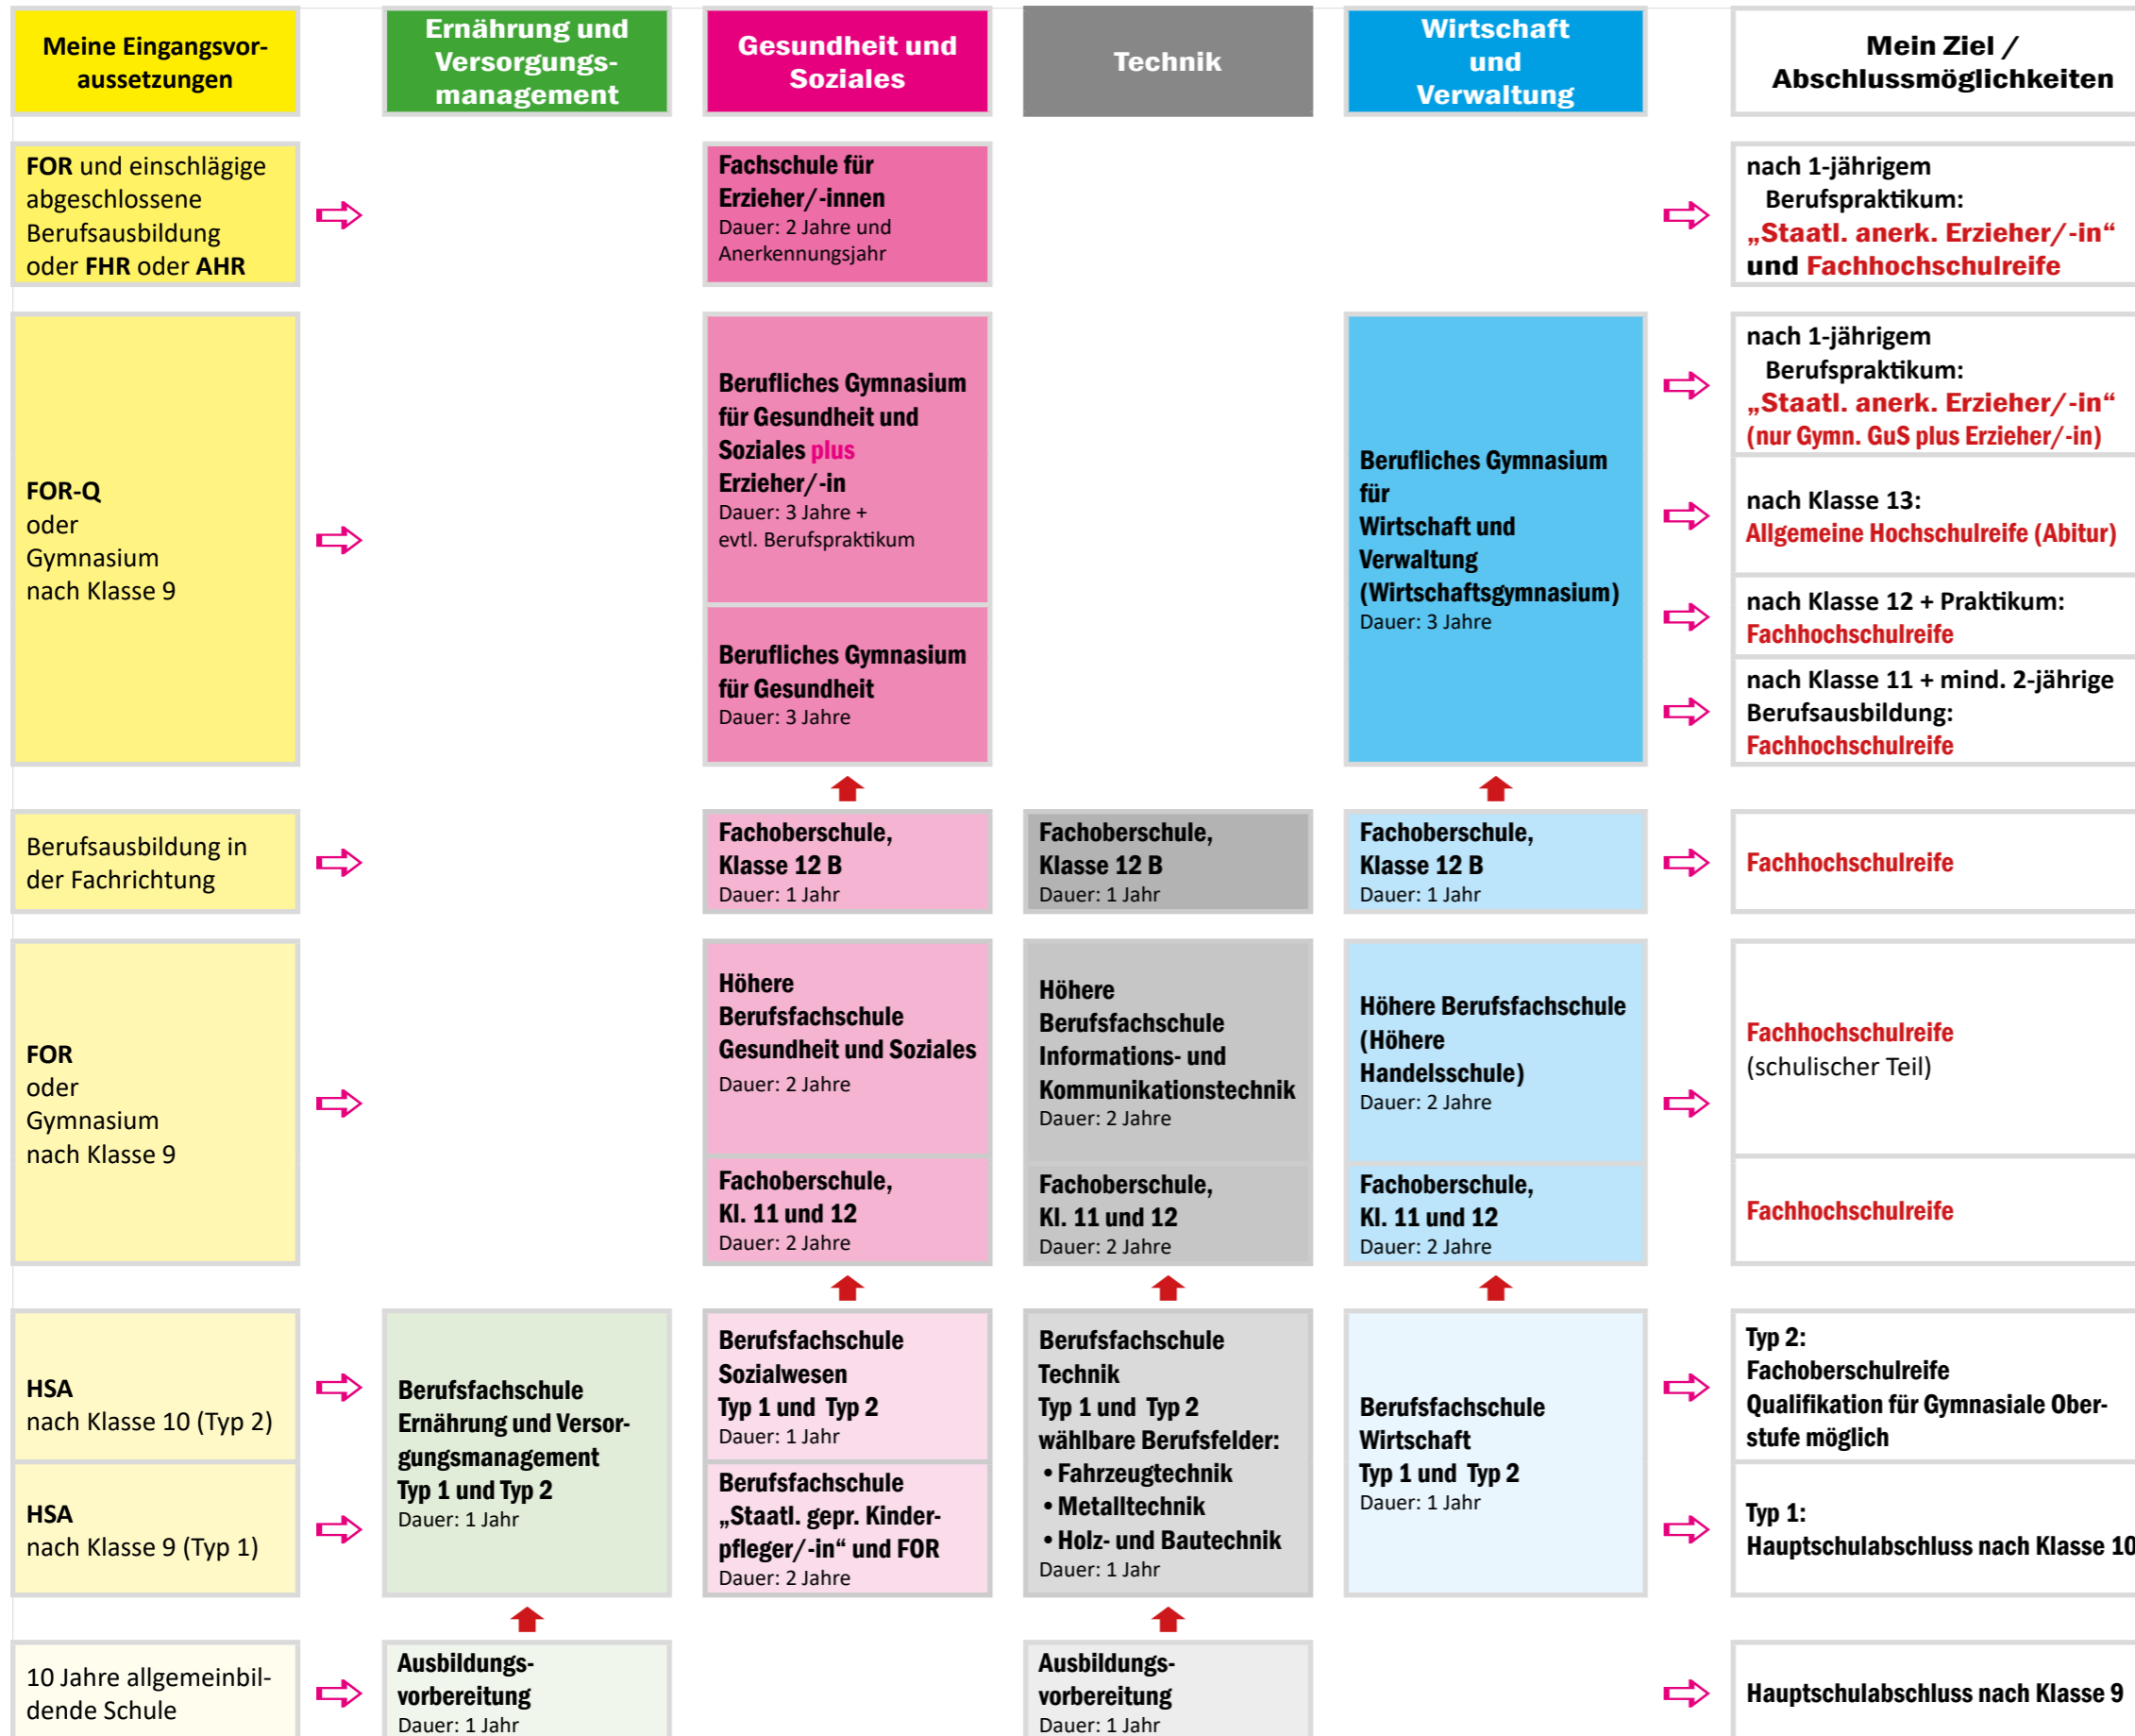 Meine Eingangsvor-
aussetzungen
Ernährung und
Versorgungs-
management
Gesundheit und
Soziales
Technik
Wirtschaft
und
Verwaltung
Mein Ziel /
Abschlussmöglichkeiten
FOR und einschlägige
abgeschlossene
Berufsausbildung
oder FHR oder AHR
Fachschule für
Erzieher/-innen
Dauer: 2 Jahre und
Anerkennungsjahr
nach 1-jährigem
Berufspraktikum:
„Staatl. anerk. Erzieher/-in“
und Fachhochschulreife
FOR-Q
oder
Gymnasium
nach Klasse 9
Berufliches Gymnasium
für Gesundheit und
Soziales plus
Erzieher/-in
Dauer: 3 Jahre +
evtl. Berufspraktikum
Berufliches Gymnasium
für Gesundheit
Dauer: 3 Jahre
Berufliches Gymnasium
für
Wirtschaft und
Verwaltung
(Wirtschaftsgymnasium)
Dauer: 3 Jahre
nach 1-jährigem
Berufspraktikum:
„Staatl. anerk. Erzieher/-in“
(nur Gymn. GuS plus Erzieher/-in)
nach Klasse 13:
Allgemeine Hochschulreife (Abitur)
nach Klasse 12 + Praktikum:
Fachhochschulreife
nach Klasse 11 + mind. 2-jährige
Berufsausbildung:
Fachhochschulreife
Berufsausbildung in
der Fachrichtung
Fachoberschule,
Klasse 12 B
Dauer: 1 Jahr
Fachoberschule,
Klasse 12 B
Dauer: 1 Jahr
Fachoberschule,
Klasse 12 B
Dauer: 1 Jahr
Fachhochschulreife
FOR
oder
Gymnasium
nach Klasse 9
Höhere
Berufsfachschule
Gesundheit und Soziales
Dauer: 2 Jahre
Höhere
Berufsfachschule
Informations- und
Kommunikationstechnik
Dauer: 2 Jahre
Höhere Berufsfachschule
(Höhere
Handelsschule)
Dauer: 2 Jahre
Fachhochschulreife
(schulischer Teil)
Fachoberschule,
Kl. 11 und 12
Dauer: 2 Jahre
Fachoberschule,
Kl. 11 und 12
Dauer: 2 Jahre
Fachoberschule,
Kl. 11 und 12
Dauer: 2 Jahre
Fachhochschulreife
HSA
nach Klasse 10 (Typ 2)
HSA
nach Klasse 9 (Typ 1)
Berufsfachschule
Ernährung und Versor-
gungsmanagement
Typ 1 und Typ 2
Dauer: 1 Jahr
Berufsfachschule
Sozialwesen
Typ 1 und Typ 2
Dauer: 1 Jahr
Berufsfachschule
„Staatl. gepr. Kinder-
pfleger/-in“ und FOR
Dauer: 2 Jahre
Berufsfachschule
Technik
Typ 1 und Typ 2
wählbare Berufsfelder:
• Fahrzeugtechnik
• Metalltechnik
• Holz- und Bautechnik
Dauer: 1 Jahr
Berufsfachschule
Wirtschaft
Typ 1 und Typ 2
Dauer: 1 Jahr
Typ 2:
Fachoberschulreife
Qualifikation für Gymnasiale Ober-
stufe möglich
Typ 1:
Hauptschulabschluss nach Klasse 10
10 Jahre allgemeinbil-
dende Schule
Ausbildungs-
vorbereitung
Dauer: 1 Jahr
Ausbildungs-
vorbereitung
Dauer: 1 Jahr
Hauptschulabschluss nach Klasse 9